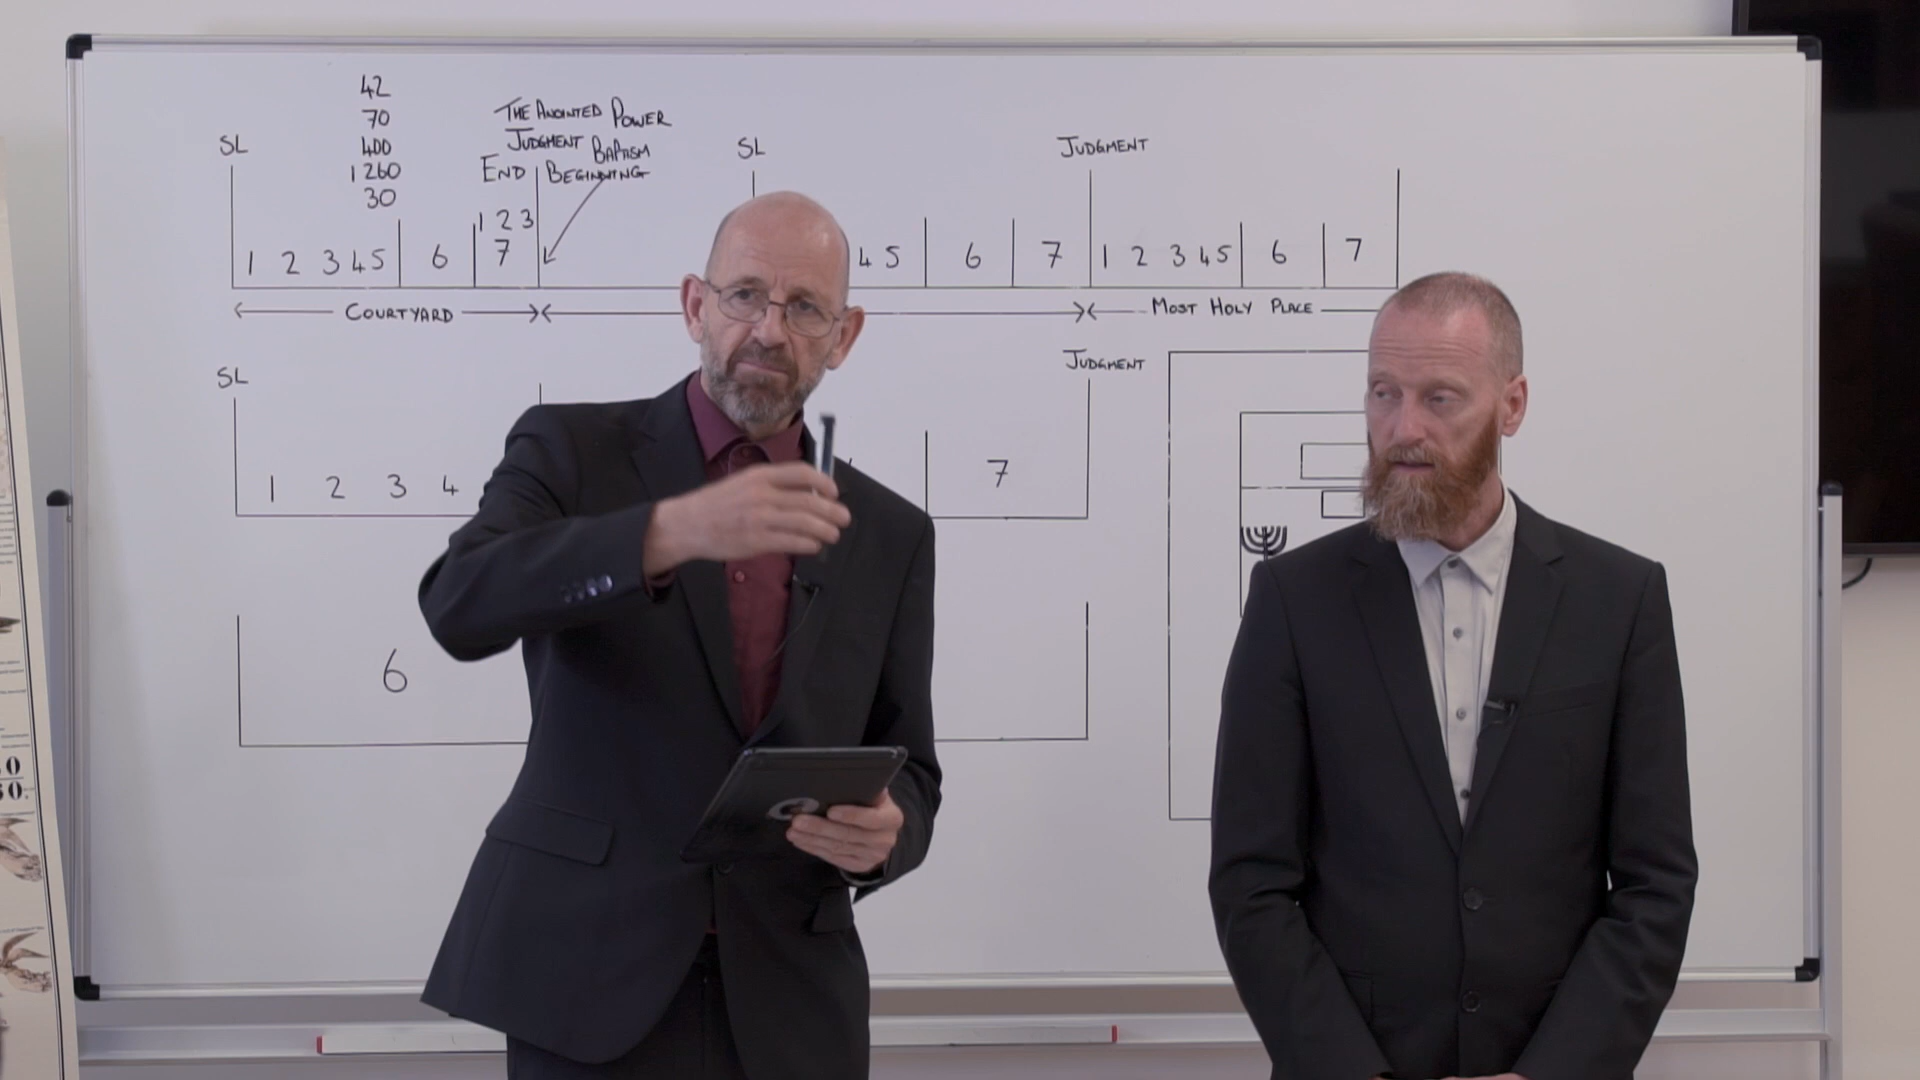 42
70
400
1260
30
THE ANOINTED POWER
JUDGMENT BAPTISM
END BEGINNING
SL
SL
JUDGMENT
1 2 3
1 2 3 4 5 6 7 4 5 6 7 1 2 3 4 5 6 7
COURTYARD
MOST HOLY PLACE
SL
JUDGMENT
1 2 3 4 7
6
0
60.